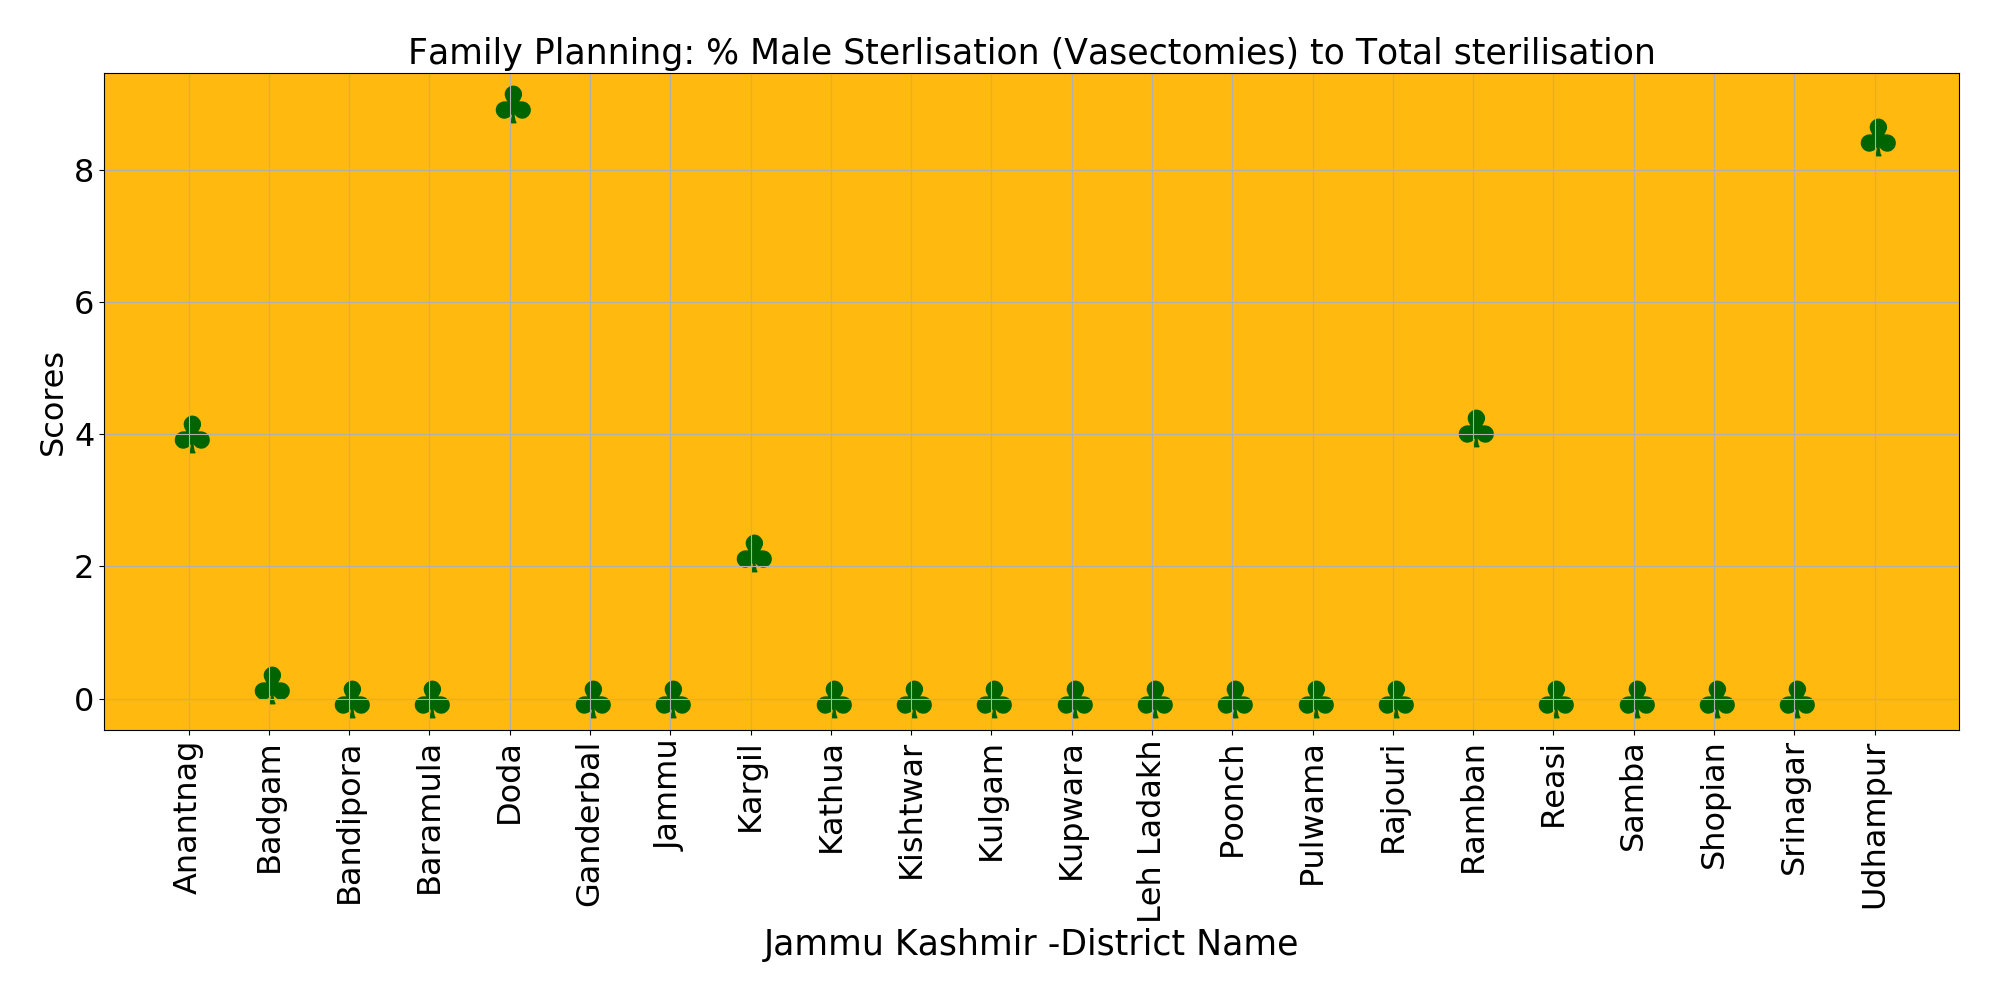 Family Planning: % Male Sterlisation (Vasectomies) to Total sterilisation
Scores
8
6
4
2
0
Anantnag
Badgam
Bandipora
Baramula
Doda
Ganderbal
Jammu
Kargil
Kathua
Kishtwar
Kulgam
Kupwara
Leh Ladakh
Poonch
Pulwama
Rajouri
Ramban
Reasi
Samba
Shopian
Srinagar
Udhampur
Jammu Kashmir -District Name